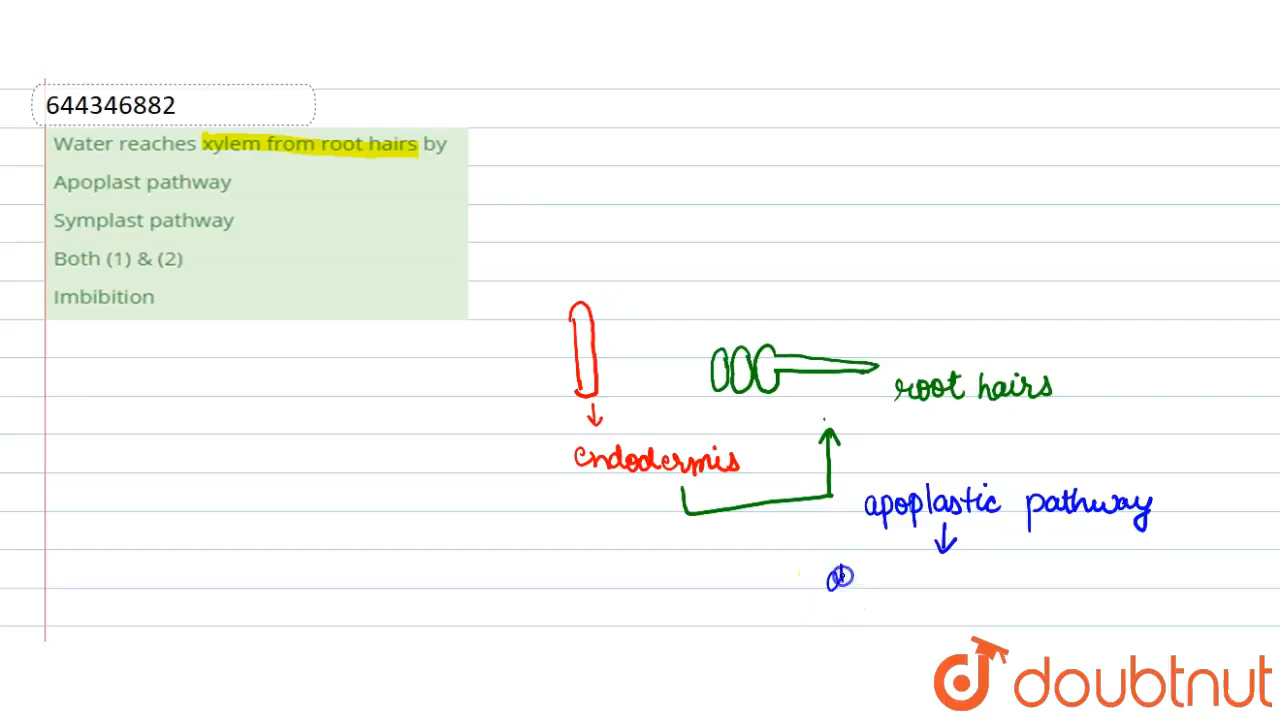 644346882
Water reaches xylem from root hairs by
Apoplast pathway
Symplast pathway
Both (1) & (2)
Imbibition
root hairs
endodermis
apoplastic pathway
doubtnut